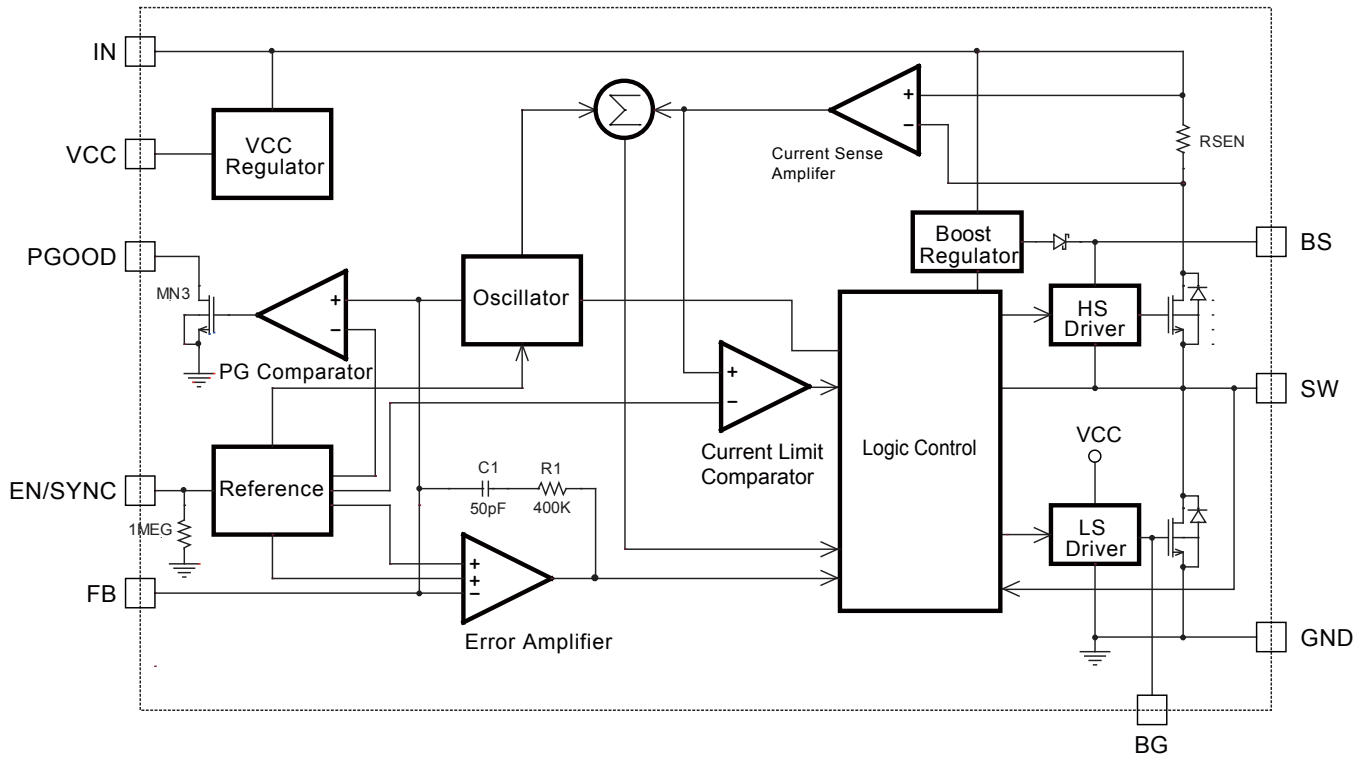 IN
VCC
VCC
Regulator
Σ
+
−
Current Sense
Amplifer
RSEN
Boost
Regulator
BS
PGOOD
MN3
+
−
PG Comparator
Oscillator
HS
Driver
+
−
Current Limit
Comparator
Logic Control
SW
VCC
EN/SYNC
Reference
1MEG
C1
50pF
R1
400K
LS
Driver
FB
+
+
−
Error Amplifier
GND
BG